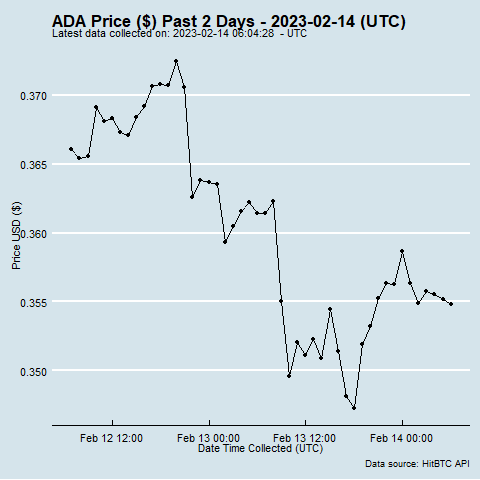 ADA Price ($) Past 2 Days - 2023-02-14 (UTC)
Latest data collected on: 2023-02-14 06:04:28  - UTC
Price USD ($)
0.370
0.365
0.360
0.355
0.350
Feb 12 12:00
Feb 13 00:00
Feb 13 12:00
Feb 14 00:00
Date Time Collected (UTC)
Data source: HitBTC API